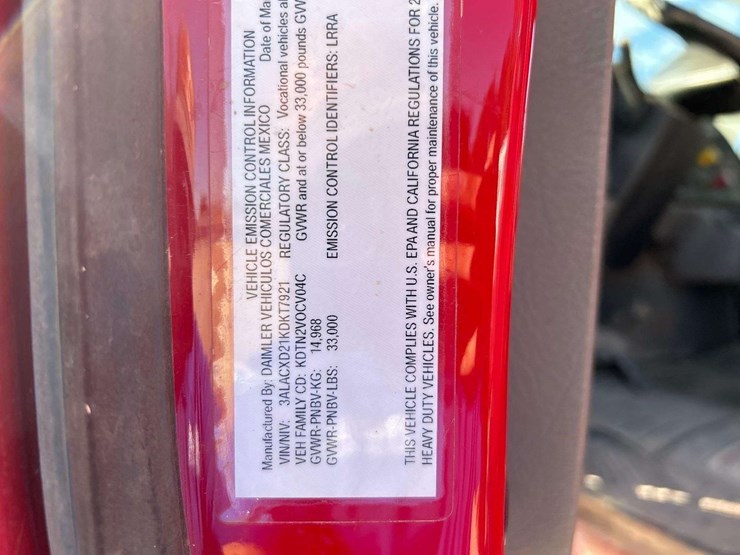 VEHICLE EMISSION CONTROL INFORMATION
Manufactured By: DAIMLER VEHICULOS COMERCIALES MEXICO Date of Ma
VIN/NIV: 3ALACXD21KDKT7921 REGULATORY CLASS: Vocational vehicles a
VEH FAMILY CD: KDTN2VOCV04C GVWR and at or below 33,000 pounds GV
GVWR-PNBV-KG: 14,968
GVWR-PNBV-LBS: 33,000 EMISSION CONTROL IDENTIFIERS: LRRA
THIS VEHICLE COMPLIES WITH U.S. EPA AND CALIFORNIA REGULATIONS FOR 2
HEAVY DUTY VEHICLES. See owner's manual for proper maintenance of this vehicle.